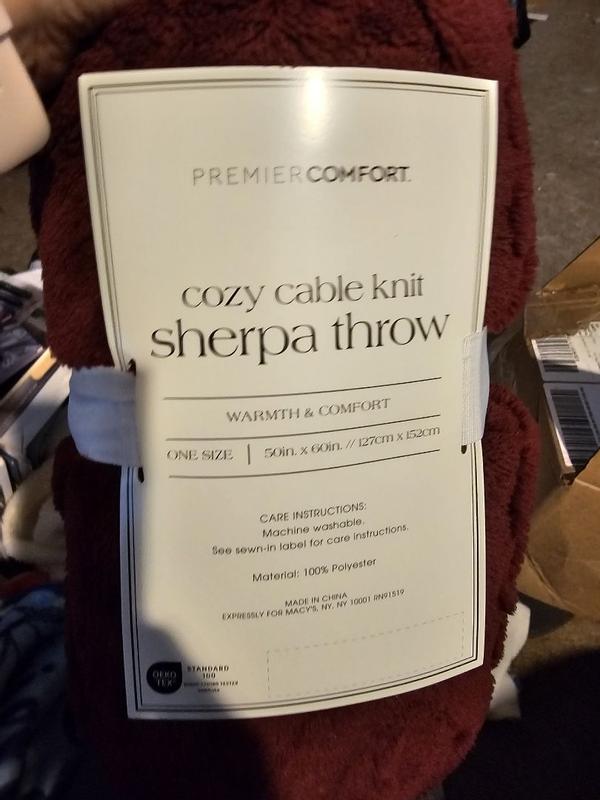 PREMIERCOMFORT.
cozy cable knit
sherpa throw
WARMTH & COMFORT
ONE SIZE | 50in. x 60in. // 127cm x 152cm
CARE INSTRUCTIONS:
Machine washable.
See sewn-in label for care instructions.
Material: 100% Polyester
MADE IN CHINA
EXPRESSLY FOR MACY'S, NY, NY 10001 RN91519
OEKO
TEX
STANDARD
100